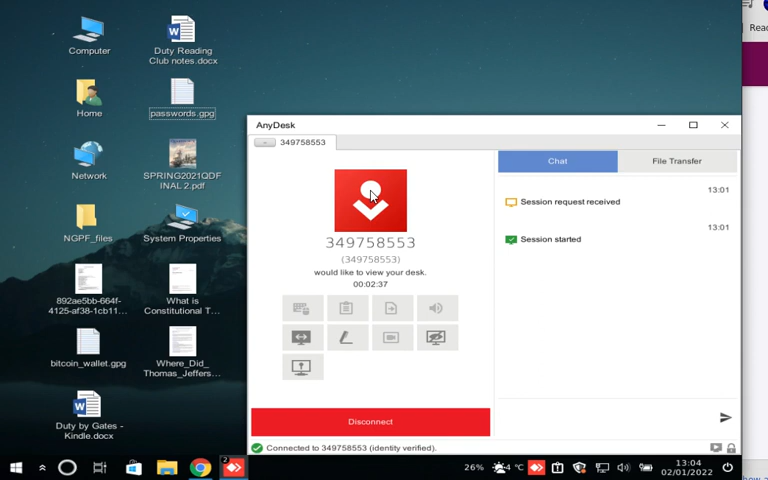 Computer
Duty Reading
Club notes.docx
Home
passwords.gpg
Network
SPRING2021QDF
INAL 2.pdf
NGPF_files
System Properties
892ae5bb-664f-
4125-af38-1cb11...
What is
Constitutional T...
bitcoin_wallet.gpg
Where_Did_
Thomas_Jeffers...
Duty by Gates -
Kindle.docx
AnyDesk
349758553
349758553
(349758553)
would like to view your desk.
00:02:37
Disconnect
Connected to 349758553 (identity verified).
Chat
File Transfer
13:01
Session request received
13:01
Session started
2
26%
4 °C
13:04
02/01/2022